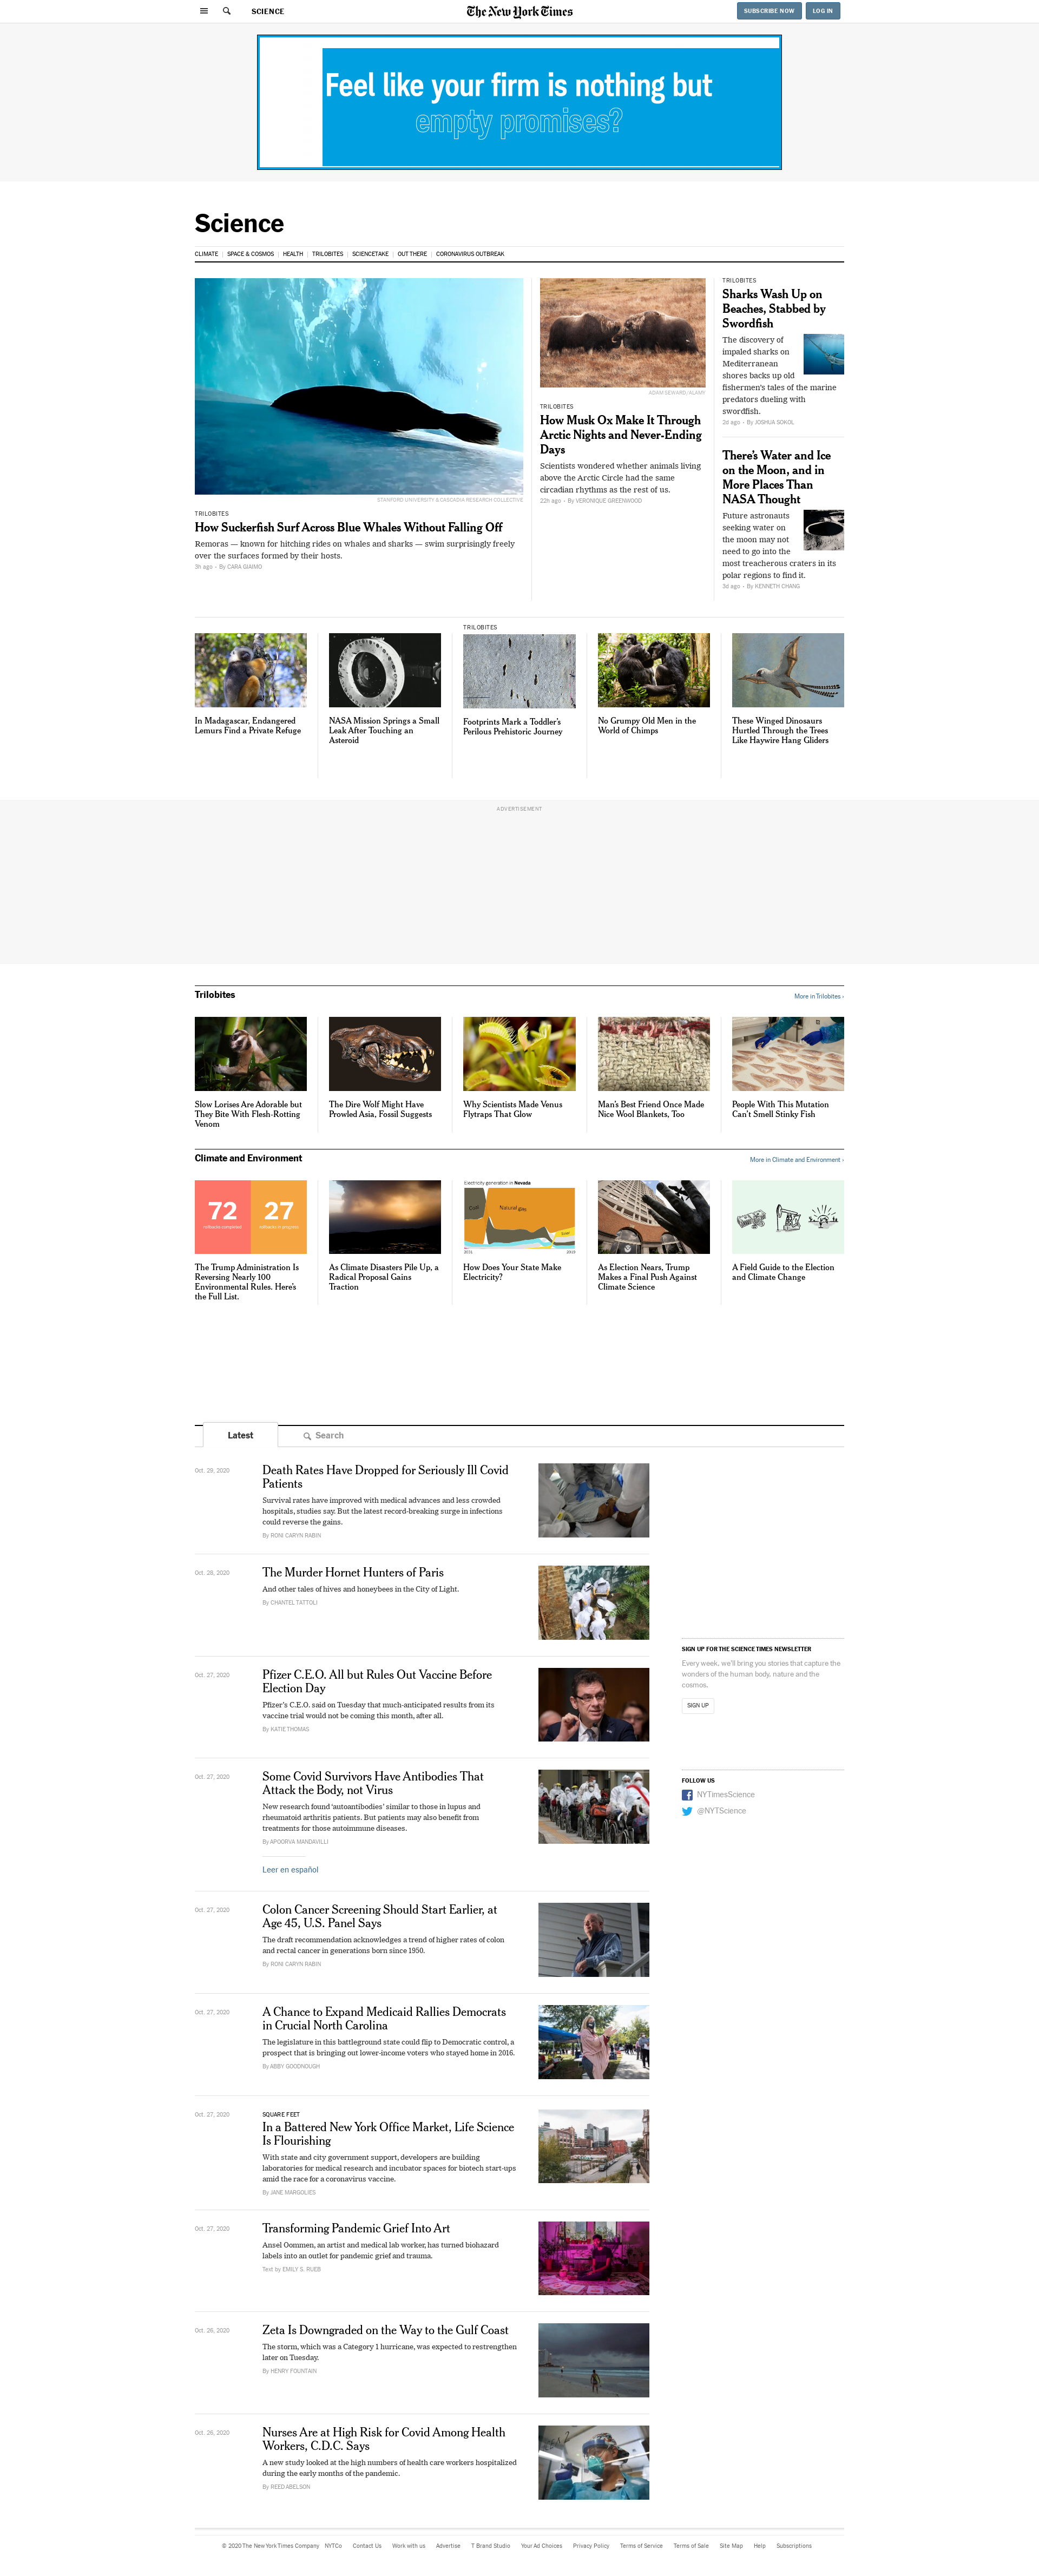 SCIENCE
The New York Times
SUBSCRIBE NOW
LOG IN
Feel like your firm is nothing but
empty promises?
Science
CLIMATE
SPACE & COSMOS
HEALTH
TRILOBITES
SCIENCETAKE
OUT THERE
CORONAVIRUS OUTBREAK
STANFORD UNIVERSITY & CASCADIA RESEARCH COLLECTIVE
TRILOBITES
How Suckerfish Surf Across Blue Whales Without Falling Off
Remoras — known for hitching rides on whales and sharks — swim surprisingly freely
over the surfaces formed by their hosts.
3h ago · By CARA GIAIMO
ADAM SEWARD/ALAMY
TRILOBITES
How Musk Ox Make It Through
Arctic Nights and Never-Ending
Days
Scientists wondered whether animals living
above the Arctic Circle had the same
circadian rhythms as the rest of us.
22h ago · By VERONIQUE GREENWOOD
TRILOBITES
Sharks Wash Up on
Beaches, Stabbed by
Swordfish
The discovery of
impaled sharks on
Mediterranean
shores backs up old
fishermen's tales of the marine
predators dueling with
swordfish.
2d ago · By JOSHUA SOKOL
There's Water and Ice
on the Moon, and in
More Places Than
NASA Thought
Future astronauts
seeking water on
the moon may not
need to go into the
most treacherous craters in its
polar regions to find it.
3d ago · By KENNETH CHANG
In Madagascar, Endangered
Lemurs Find a Private Refuge
NASA Mission Springs a Small
Leak After Touching an
Asteroid
TRILOBITES
Footprints Mark a Toddler's
Perilous Prehistoric Journey
No Grumpy Old Men in the
World of Chimps
These Winged Dinosaurs
Hurtled Through the Trees
Like Haywire Hang Gliders
ADVERTISEMENT
Trilobites
More in Trilobites ›
Slow Lorises Are Adorable but
They Bite With Flesh-Rotting
Venom
The Dire Wolf Might Have
Prowled Asia, Fossil Suggests
Why Scientists Made Venus
Flytraps That Glow
Man's Best Friend Once Made
Nice Wool Blankets, Too
People With This Mutation
Can't Smell Stinky Fish
Climate and Environment
More in Climate and Environment ›
72
rollbacks completed
27
rollbacks in progress
The Trump Administration Is
Reversing Nearly 100
Environmental Rules. Here's
the Full List.
As Climate Disasters Pile Up, a
Radical Proposal Gains
Traction
Electricity generation in Nevada
Coal
Natural gas
Solar
2001
2019
How Does Your State Make
Electricity?
As Election Nears, Trump
Makes a Final Push Against
Climate Science
A Field Guide to the Election
and Climate Change
Latest
Search
Oct. 29, 2020
Death Rates Have Dropped for Seriously Ill Covid
Patients
Survival rates have improved with medical advances and less crowded
hospitals, studies say. But the latest record-breaking surge in infections
could reverse the gains.
By RONI CARYN RABIN
Oct. 28, 2020
The Murder Hornet Hunters of Paris
And other tales of hives and honeybees in the City of Light.
By CHANTEL TATTOLI
Oct. 27, 2020
Pfizer C.E.O. All but Rules Out Vaccine Before
Election Day
Pfizer's C.E.O. said on Tuesday that much-anticipated results from its
vaccine trial would not be coming this month, after all.
By KATIE THOMAS
Oct. 27, 2020
Some Covid Survivors Have Antibodies That
Attack the Body, not Virus
New research found 'autoantibodies' similar to those in lupus and
rheumatoid arthritis patients. But patients may also benefit from
treatments for those autoimmune diseases.
By APOORVA MANDAVILLI
Leer en español
Oct. 27, 2020
Colon Cancer Screening Should Start Earlier, at
Age 45, U.S. Panel Says
The draft recommendation acknowledges a trend of higher rates of colon
and rectal cancer in generations born since 1950.
By RONI CARYN RABIN
Oct. 27, 2020
A Chance to Expand Medicaid Rallies Democrats
in Crucial North Carolina
The legislature in this battleground state could flip to Democratic control, a
prospect that is bringing out lower-income voters who stayed home in 2016.
By ABBY GOODNOUGH
Oct. 27, 2020
SQUARE FEET
In a Battered New York Office Market, Life Science
Is Flourishing
With state and city government support, developers are building
laboratories for medical research and incubator spaces for biotech start-ups
amid the race for a coronavirus vaccine.
By JANE MARGOLIES
Oct. 27, 2020
Transforming Pandemic Grief Into Art
Ansel Oommen, an artist and medical lab worker, has turned biohazard
labels into an outlet for pandemic grief and trauma.
Text by EMILY S. RUEB
Oct. 26, 2020
Zeta Is Downgraded on the Way to the Gulf Coast
The storm, which was a Category 1 hurricane, was expected to restrengthen
later on Tuesday.
By HENRY FOUNTAIN
Oct. 26, 2020
Nurses Are at High Risk for Covid Among Health
Workers, C.D.C. Says
A new study looked at the high numbers of health care workers hospitalized
during the early months of the pandemic.
By REED ABELSON
SIGN UP FOR THE SCIENCE TIMES NEWSLETTER
Every week, we'll bring you stories that capture the
wonders of the human body, nature and the
cosmos.
SIGN UP
FOLLOW US
NYTimesScience
@NYTScience
© 2020 The New York Times Company
NYTCo
Contact Us
Work with us
Advertise
T Brand Studio
Your Ad Choices
Privacy Policy
Terms of Service
Terms of Sale
Site Map
Help
Subscriptions